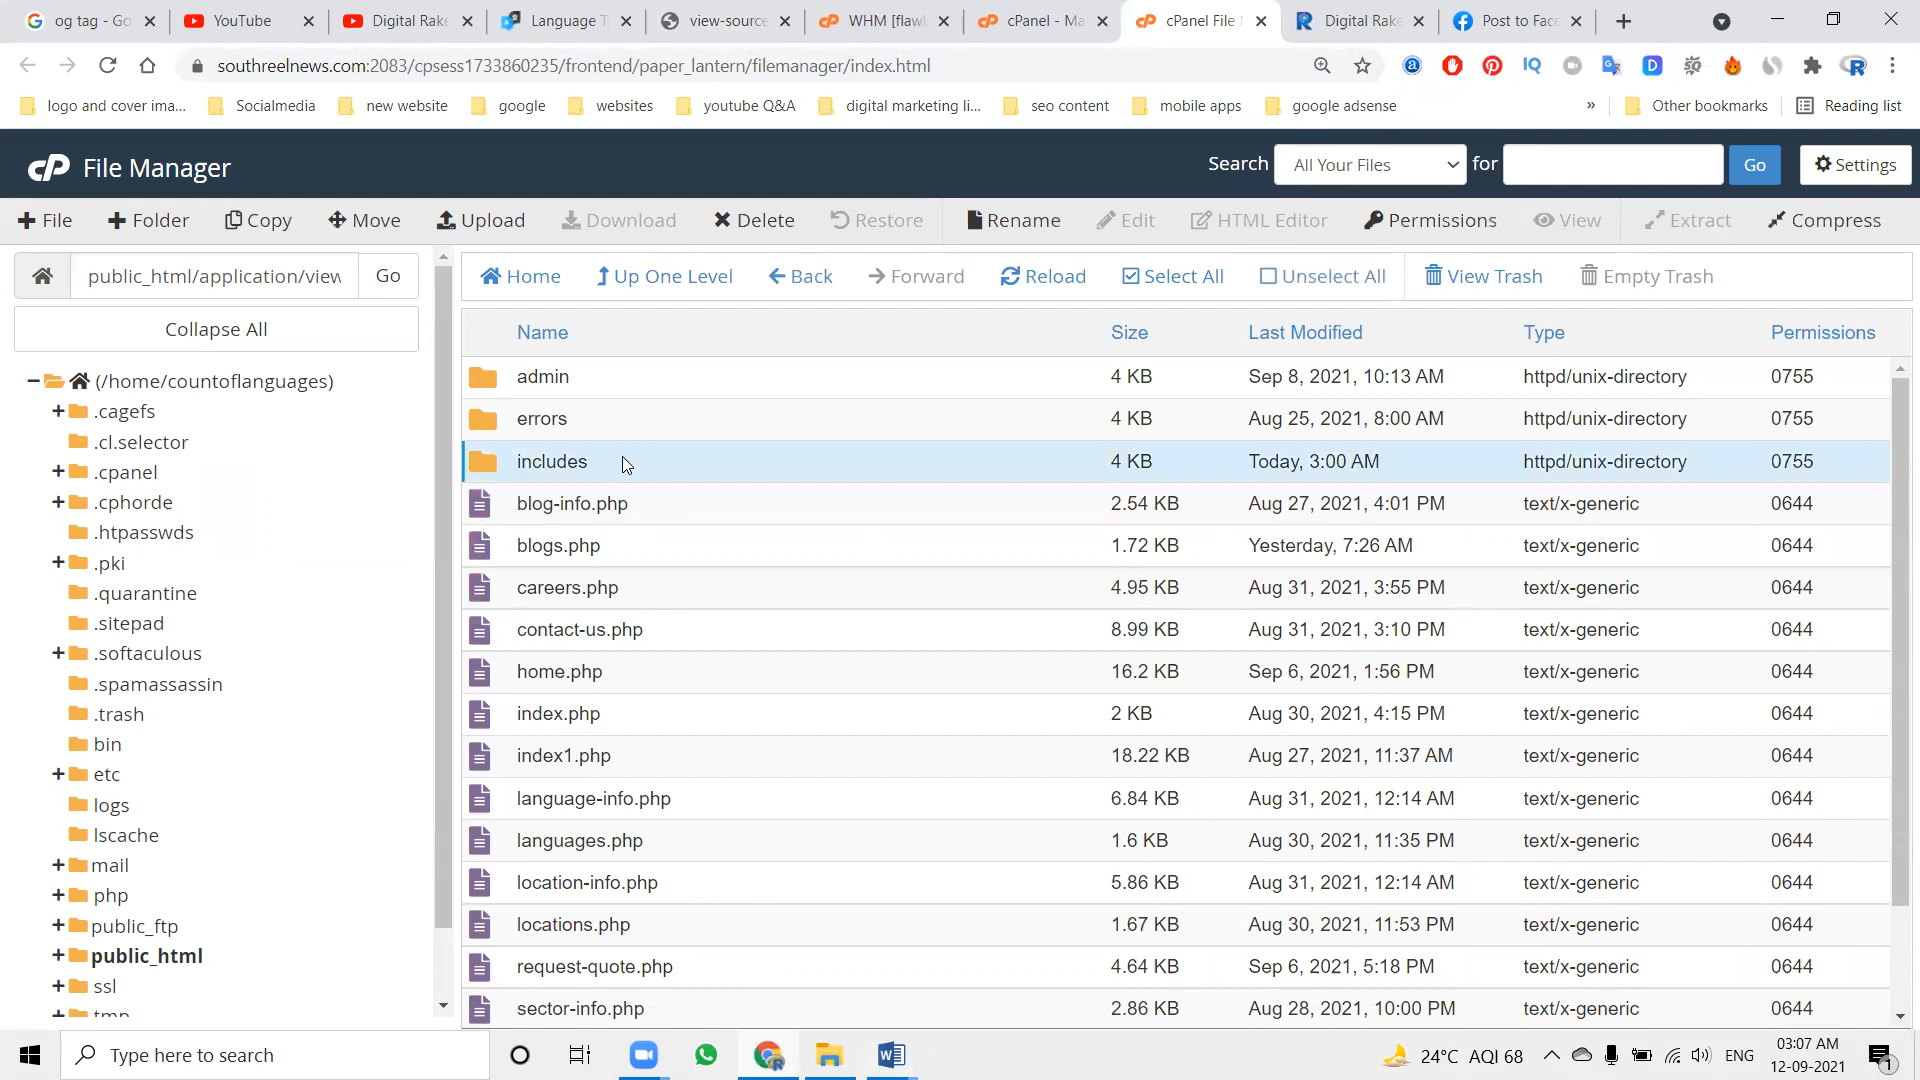 og tag - Go
YouTube
Digital Rake
Language T
view-source
WHM [flawl
cPanel - Ma
cPanel File M
Digital Rake
Post to Face
southreelnews.com:2083/cpsess1733860235/frontend/paper_lantern/filemanager/index.html
logo and cover ima...
Socialmedia
new website
google
websites
youtube Q&A
digital marketing li...
seo content
mobile apps
google adsense
»
Other bookmarks
Reading list
cP File Manager
Search All Your Files for Go Settings
File Folder Copy Move Upload Download Delete Restore Rename Edit HTML Editor Permissions View Extract Compress
public_html/application/view Go
Home Up One Level Back Forward Reload Select All Unselect All View Trash Empty Trash
Collapse All
(/home/countoflanguages)
.cagefs
.cl.selector
.cpanel
.cphorde
.htpasswds
.pki
.quarantine
.sitepad
.softaculous
.spamassassin
.trash
bin
etc
logs
lscache
mail
php
public_ftp
public_html
ssl
tmp
Name Size Last Modified Type Permissions
admin 4 KB Sep 8, 2021, 10:13 AM httpd/unix-directory 0755
errors 4 KB Aug 25, 2021, 8:00 AM httpd/unix-directory 0755
includes 4 KB Today, 3:00 AM httpd/unix-directory 0755
blog-info.php 2.54 KB Aug 27, 2021, 4:01 PM text/x-generic 0644
blogs.php 1.72 KB Yesterday, 7:26 AM text/x-generic 0644
careers.php 4.95 KB Aug 31, 2021, 3:55 PM text/x-generic 0644
contact-us.php 8.99 KB Aug 31, 2021, 3:10 PM text/x-generic 0644
home.php 16.2 KB Sep 6, 2021, 1:56 PM text/x-generic 0644
index.php 2 KB Aug 30, 2021, 4:15 PM text/x-generic 0644
index1.php 18.22 KB Aug 27, 2021, 11:37 AM text/x-generic 0644
language-info.php 6.84 KB Aug 31, 2021, 12:14 AM text/x-generic 0644
languages.php 1.6 KB Aug 30, 2021, 11:35 PM text/x-generic 0644
location-info.php 5.86 KB Aug 31, 2021, 12:14 AM text/x-generic 0644
locations.php 1.67 KB Aug 30, 2021, 11:53 PM text/x-generic 0644
request-quote.php 4.64 KB Sep 6, 2021, 5:18 PM text/x-generic 0644
sector-info.php 2.86 KB Aug 28, 2021, 10:00 PM text/x-generic 0644
Type here to search
24°C AQI 68
ENG
03:07 AM
12-09-2021
1